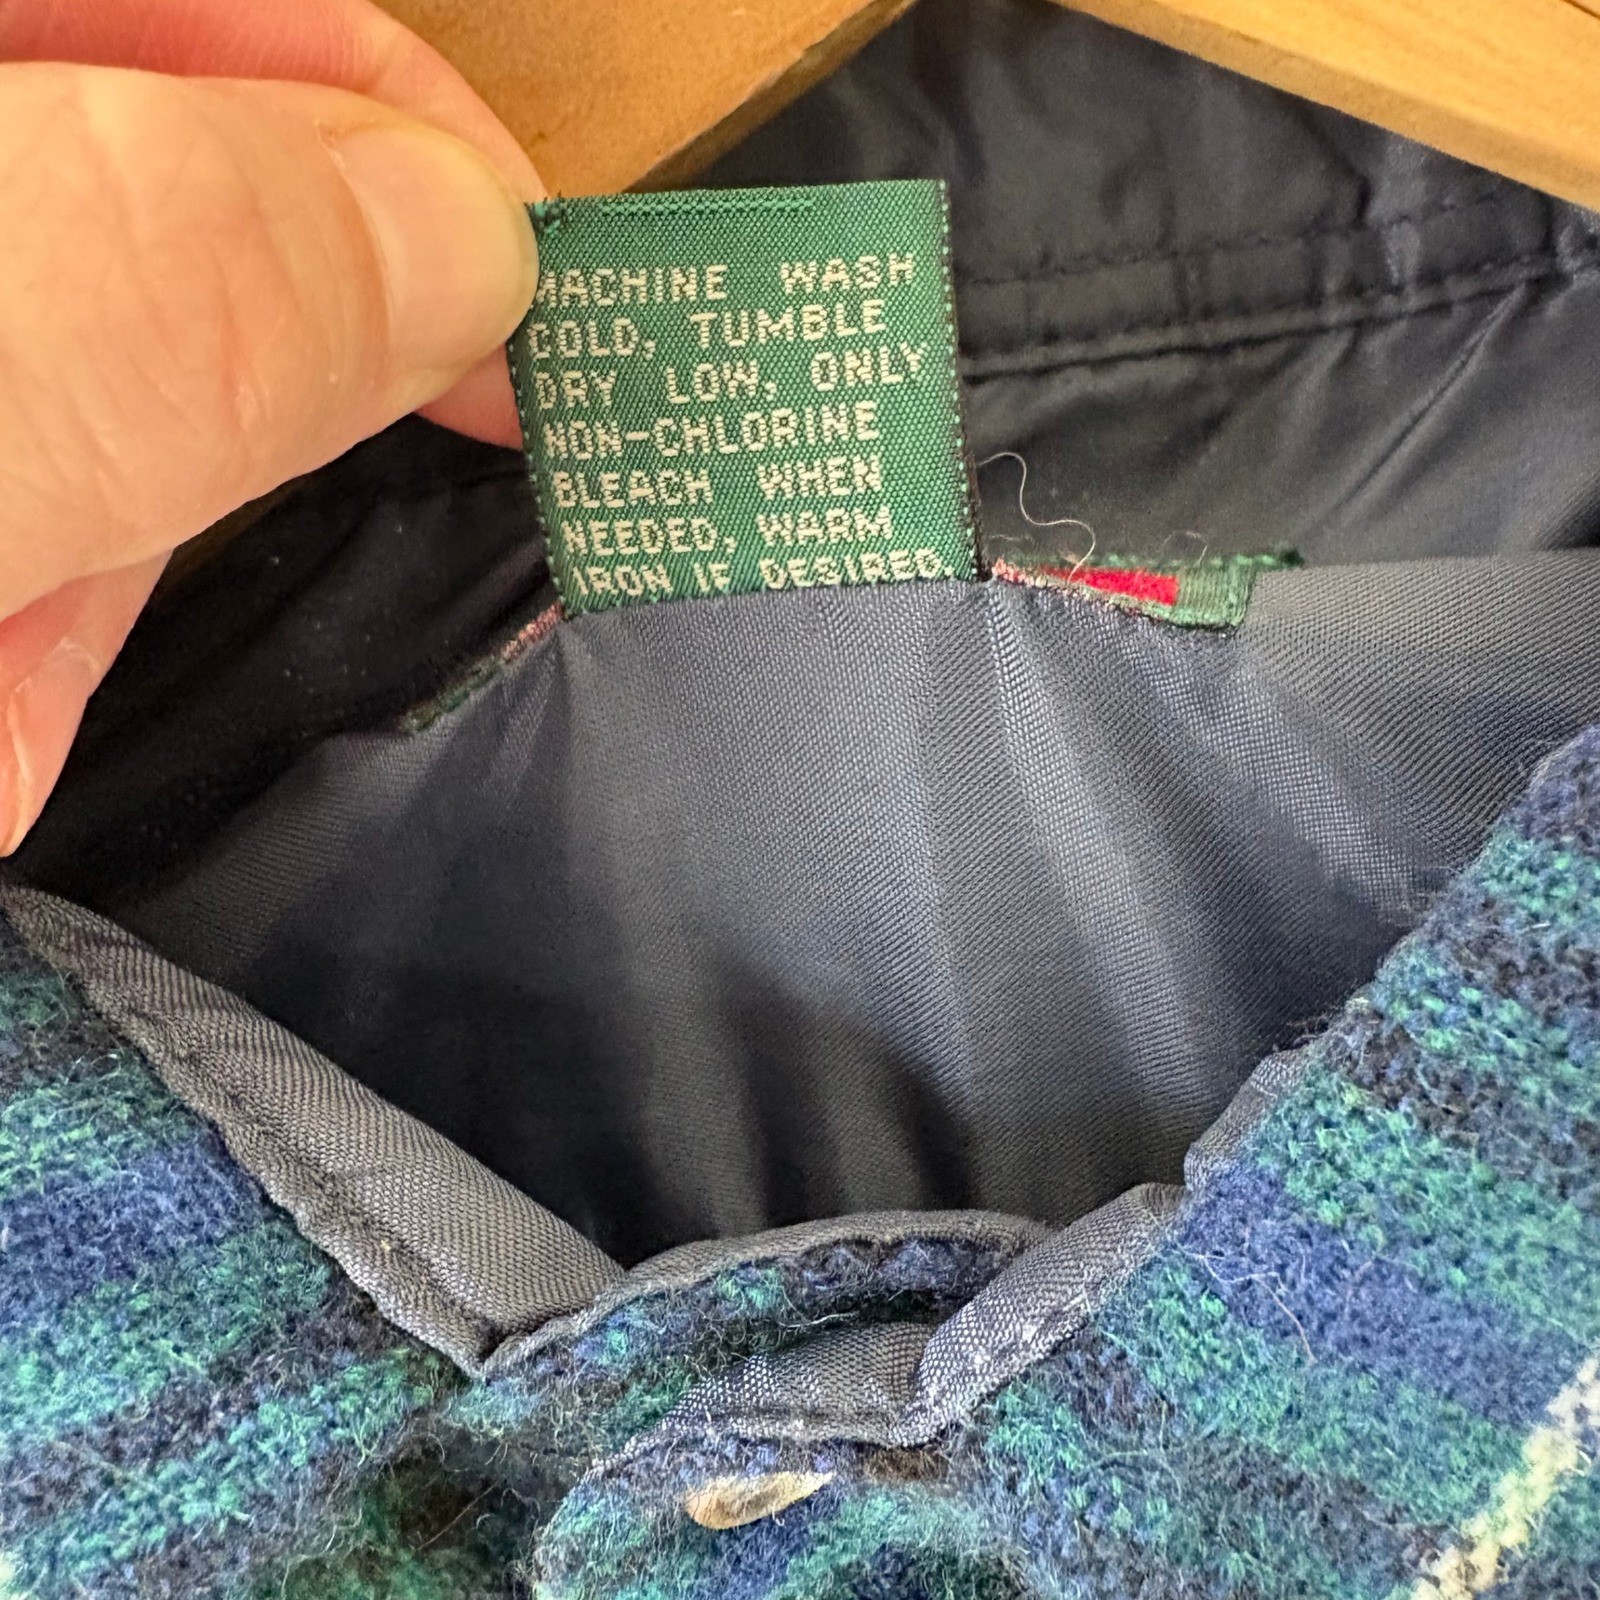 MACHINE WASH
COLD, TUMBLE
DRY LOW, ONLY
NON-CHLORINE
BLEACH WHEN
NEEDED, WARM
IRON IF DESIRED.